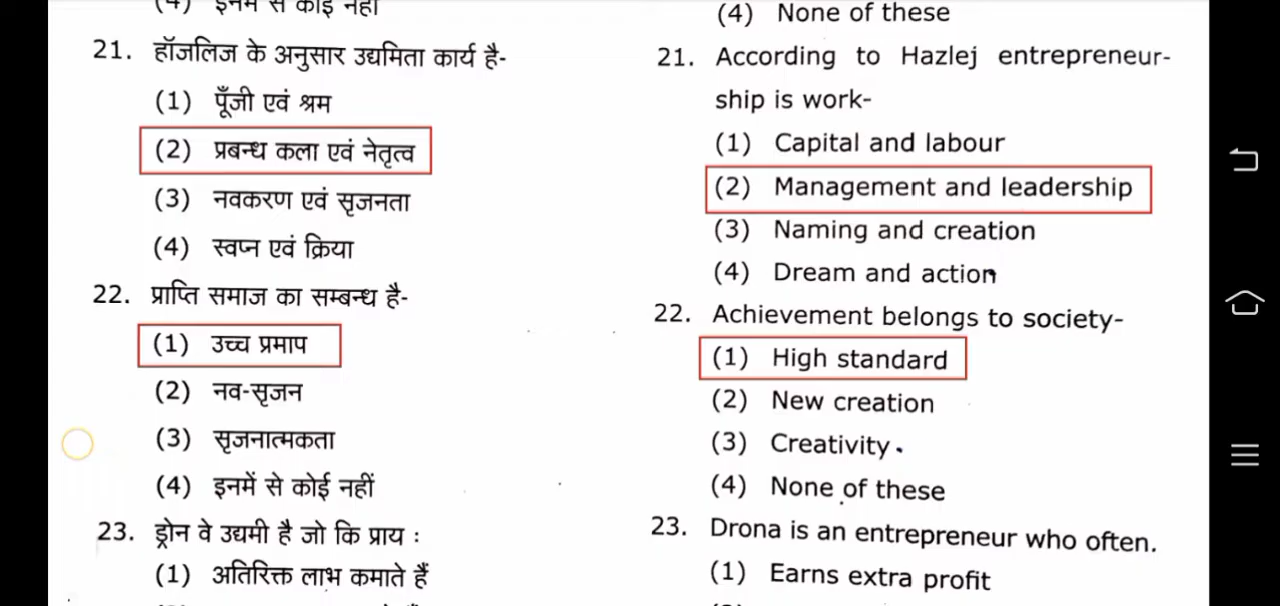 (4) इनमें से कोई नहीं
21. हॉजलिज के अनुसार उद्यमिता कार्य है-
(1) पूँजी एवं श्रम
(2) प्रबन्ध कला एवं नेतृत्व
(3) नवकरण एवं सृजनता
(4) स्वप्न एवं क्रिया
22. प्राप्ति समाज का सम्बन्ध है-
(1) उच्च प्रमाप
(2) नव-सृजन
(3) सृजनात्मकता
(4) इनमें से कोई नहीं
23. ड्रोन वे उद्यमी है जो कि प्राय :
(1) अतिरिक्त लाभ कमाते हैं
(4) None of these
21. According to Hazlej entrepreneur-
ship is work-
(1) Capital and labour
(2) Management and leadership
(3) Naming and creation
(4) Dream and action
22. Achievement belongs to society-
(1) High standard
(2) New creation
(3) Creativity
(4) None of these
23. Drona is an entrepreneur who often.
(1) Earns extra profit